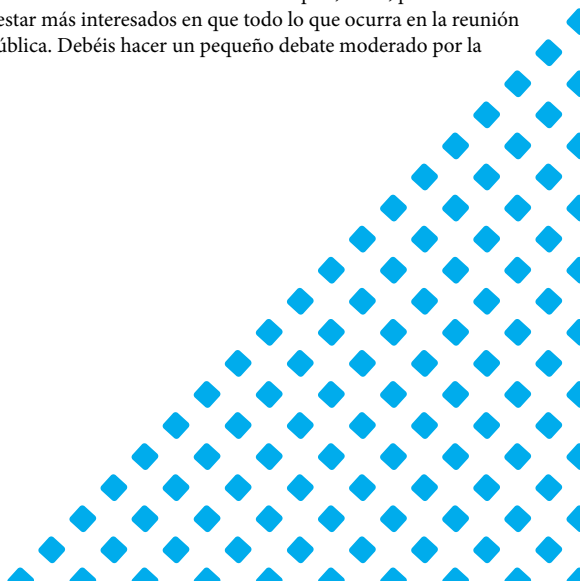 estar más interesados en que todo lo que ocurra en la reunión
ública. Debéis hacer un pequeño debate moderado por la